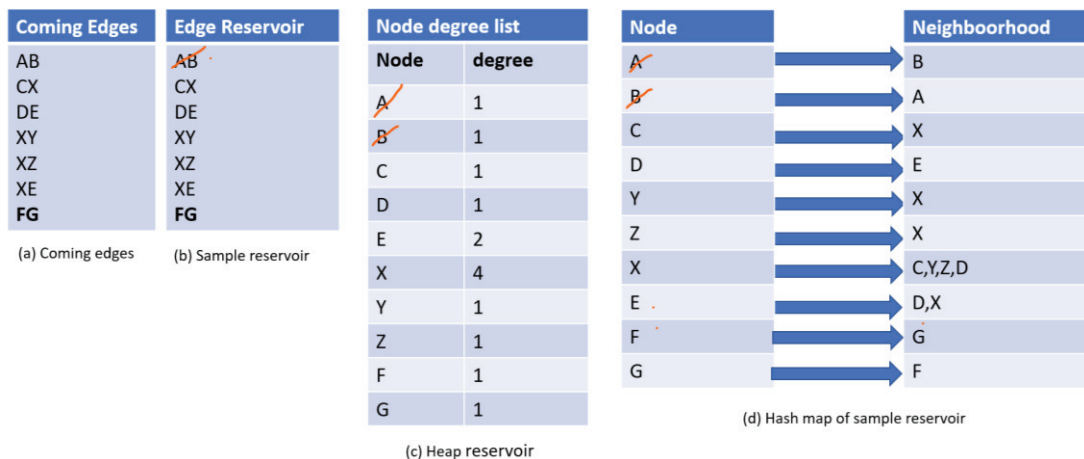 Coming Edges
AB
CX
DE
XY
XZ
XE
FG
(a) Coming edges
Edge Reservoir
AB
CX
DE
XY
XZ
XE
FG
(b) Sample reservoir
Node degree list
Node degree
A 1
B 1
C 1
D 1
E 2
X 4
Y 1
Z 1
F 1
G 1
(c) Heap reservoir
Node Neighboorhood
A B
B A
C X
D E
Y X
Z X
X C,Y,Z,D
E D,X
F G
G F
(d) Hash map of sample reservoir